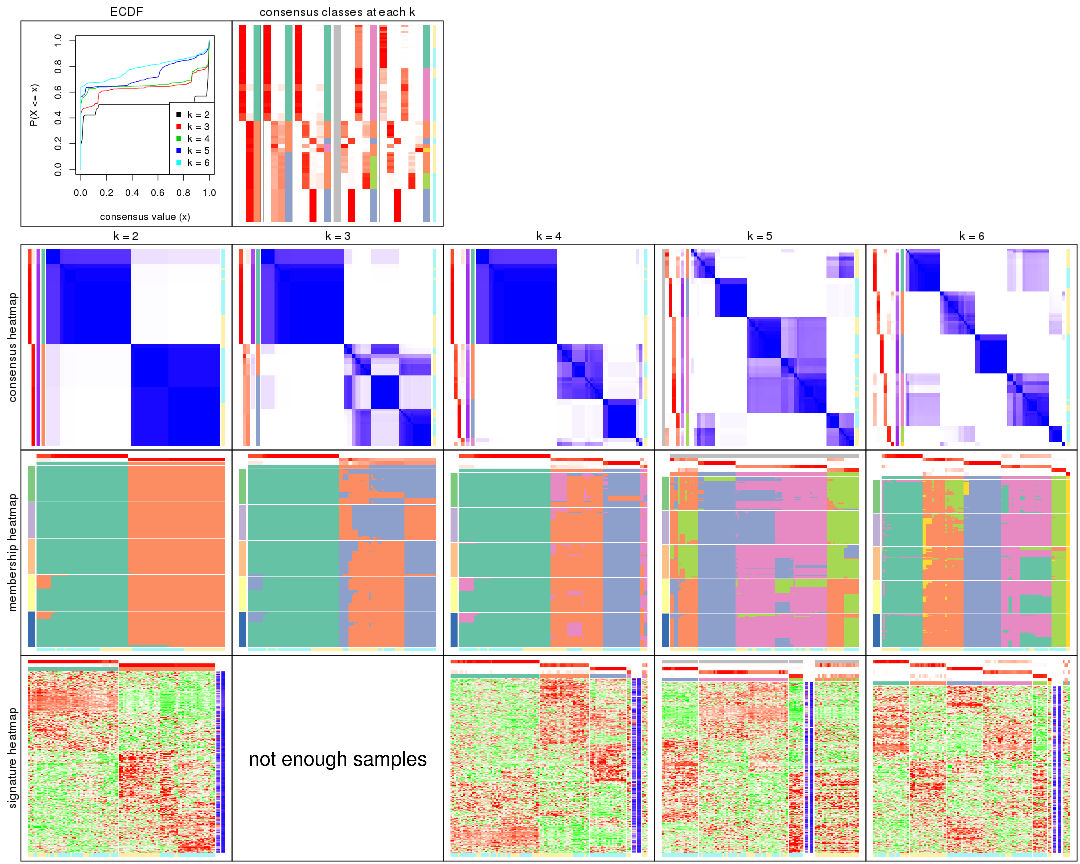 ECDF
consensus classes at each k
P(X <= x)
0.0
0.2
0.4
0.6
0.8
1.0
k = 2
k = 3
k = 4
k = 5
k = 6
0.0 0.2 0.4 0.6 0.8 1.0
consensus value (x)
k = 2
k = 3
k = 4
k = 5
k = 6
consensus heatmap
membership heatmap
signature heatmap
not enough samples